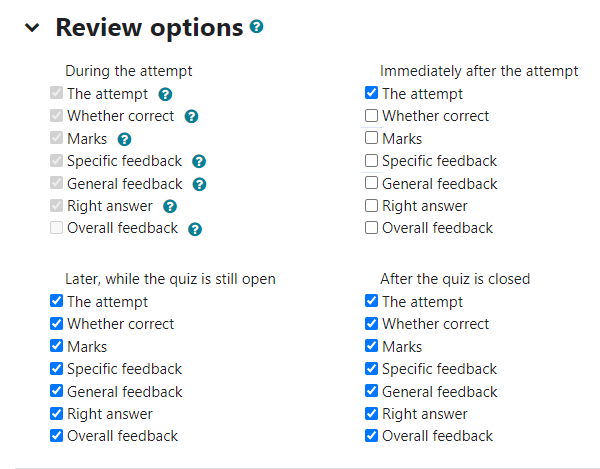 Review options ?
During the attempt
The attempt ?
Whether correct ?
Marks ?
Specific feedback ?
General feedback ?
Right answer ?
Overall feedback ?
Immediately after the attempt
The attempt
Whether correct
Marks
Specific feedback
General feedback
Right answer
Overall feedback
Later, while the quiz is still open
The attempt
Whether correct
Marks
Specific feedback
General feedback
Right answer
Overall feedback
After the quiz is closed
The attempt
Whether correct
Marks
Specific feedback
General feedback
Right answer
Overall feedback